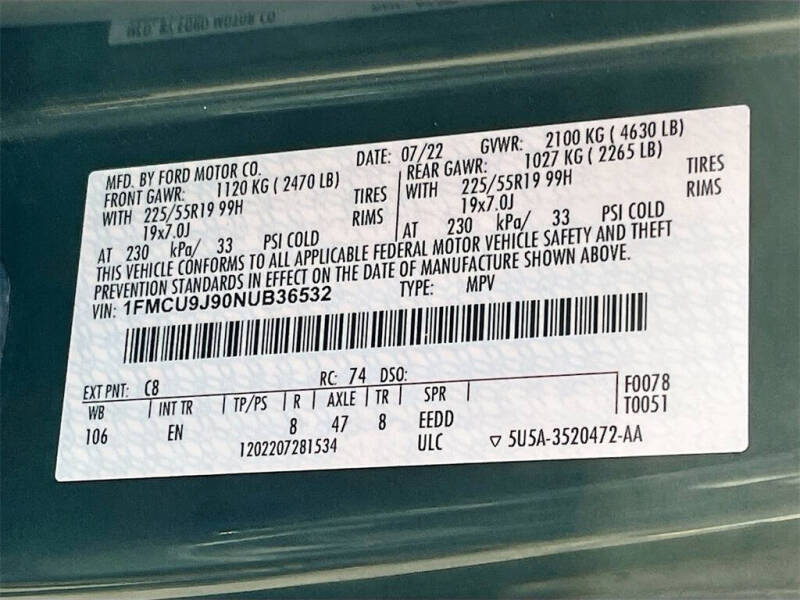 MFD. BY FORD MOTOR CO
MFD. BY FORD MOTOR CO. DATE: 07/22 GVWR: 2100 KG ( 4630 LB)
FRONT GAWR: 1120 KG ( 2470 LB) REAR GAWR: 1027 KG ( 2265 LB)
WITH 225/55R19 99H TIRES WITH 225/55R19 99H TIRES
19x7.0J RIMS 19x7.0J RIMS
AT 230 kPa/ 33 PSI COLD AT 230 kPa/ 33 PSI COLD
THIS VEHICLE CONFORMS TO ALL APPLICABLE FEDERAL MOTOR VEHICLE SAFETY AND THEFT
PREVENTION STANDARDS IN EFFECT ON THE DATE OF MANUFACTURE SHOWN ABOVE.
VIN: 1FMCU9J90NUB36532 TYPE: MPV
EXT PNT: C8 RC: 74 DSO:
WB INT TR TP/PS R AXLE TR SPR F0078
106 EN 8 47 8 EEDD T0051
1202207281534 ULC ▽ 5U5A-3520472-AA